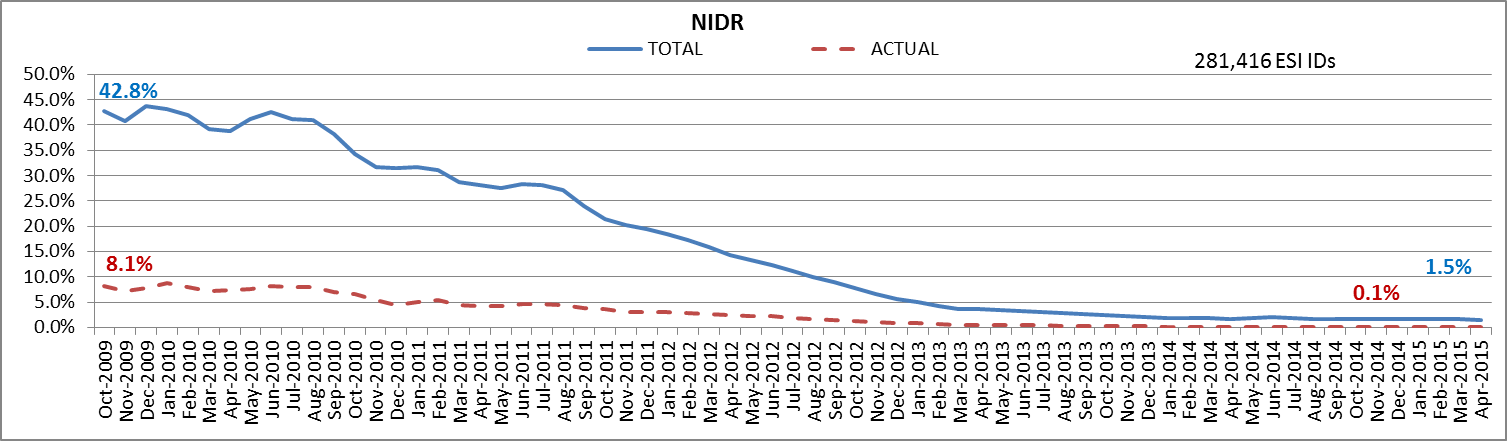 NIDR
TOTAL ACTUAL
281,416 ESI IDs
50.0%
45.0%
40.0%
35.0%
30.0%
25.0%
20.0%
15.0%
10.0%
5.0%
0.0%
42.8%
8.1%
1.5%
0.1%
Oct-2009
Nov-2009
Dec-2009
Jan-2010
Feb-2010
Mar-2010
Apr-2010
May-2010
Jun-2010
Jul-2010
Aug-2010
Sep-2010
Oct-2010
Nov-2010
Dec-2010
Jan-2011
Feb-2011
Mar-2011
Apr-2011
May-2011
Jun-2011
Jul-2011
Aug-2011
Sep-2011
Oct-2011
Nov-2011
Dec-2011
Jan-2012
Feb-2012
Mar-2012
Apr-2012
May-2012
Jun-2012
Jul-2012
Aug-2012
Sep-2012
Oct-2012
Nov-2012
Dec-2012
Jan-2013
Feb-2013
Mar-2013
Apr-2013
May-2013
Jun-2013
Jul-2013
Aug-2013
Sep-2013
Oct-2013
Nov-2013
Dec-2013
Jan-2014
Feb-2014
Mar-2014
Apr-2014
May-2014
Jun-2014
Jul-2014
Aug-2014
Sep-2014
Oct-2014
Nov-2014
Dec-2014
Jan-2015
Feb-2015
Mar-2015
Apr-2015